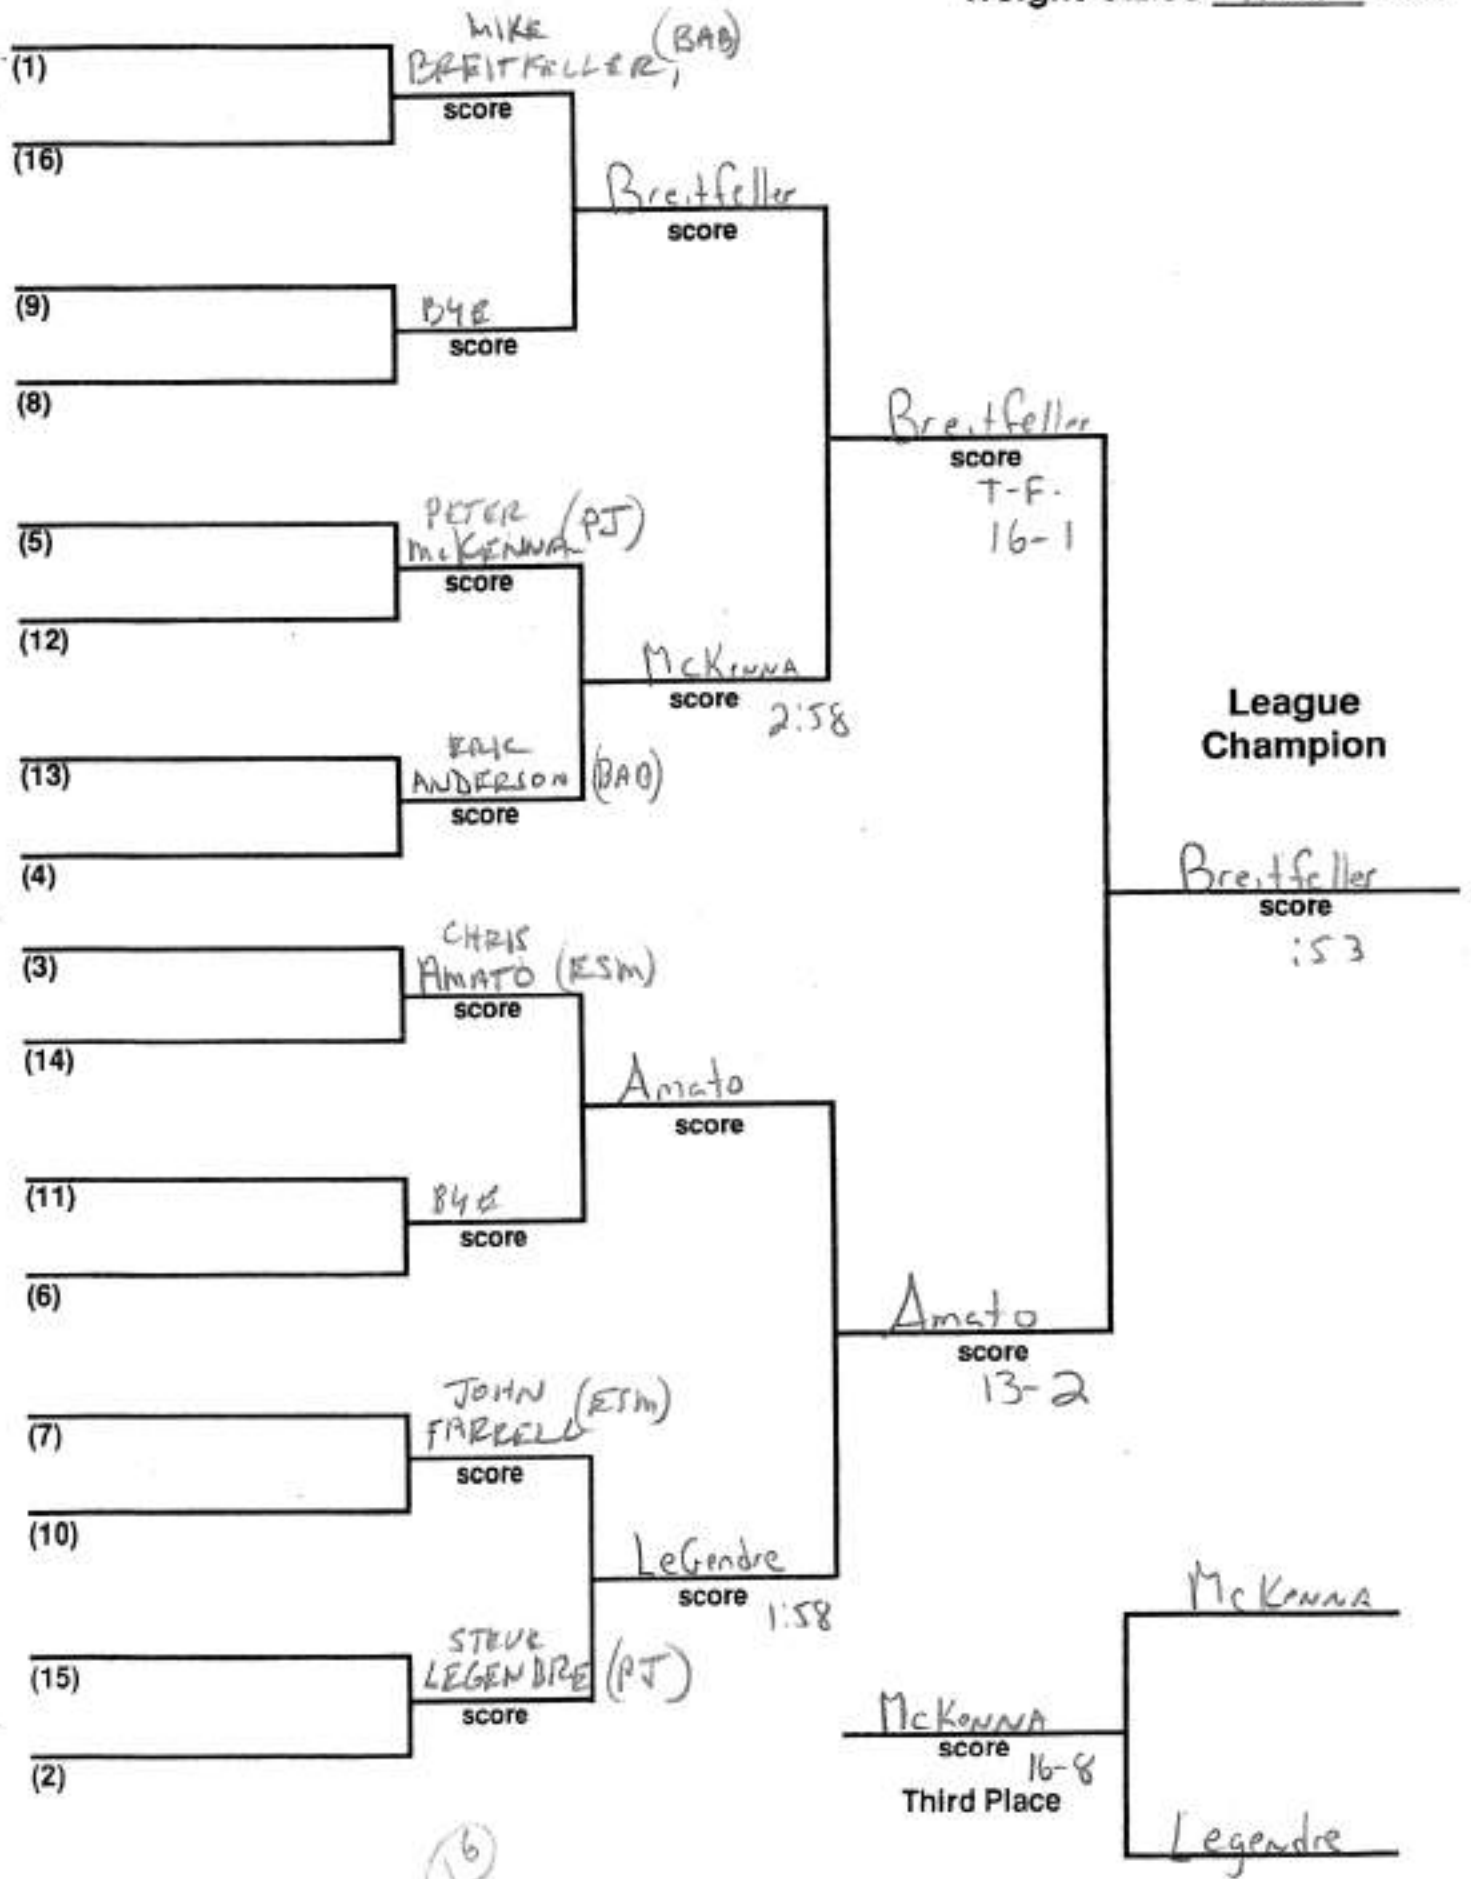 Weight Class
MIKE
BREITFELLER, (BAB)
(1)
score
(16)
Breitfeller
score
(9)
BYE
score
(8)
Breitfeller
score
T-F.
16-1
PETER
McKENNA (PJ)
(5)
score
(12)
McKenna
score
2:58
League
Champion
ERIC
ANDERSON (BAB)
(13)
score
(4)
Breitfeller
score
:53
CHRIS
AMATO (ESM)
(3)
score
(14)
Amato
score
(11)
BYE
score
(6)
Amato
score
13-2
JOHN
FARRELL (ESM)
(7)
score
(10)
LeGendre
score
1:58
McKenna
STEVE
LEGENDRE (PJ)
(15)
score
(2)
McKenna
score
16-8
Third Place
Legendre
6